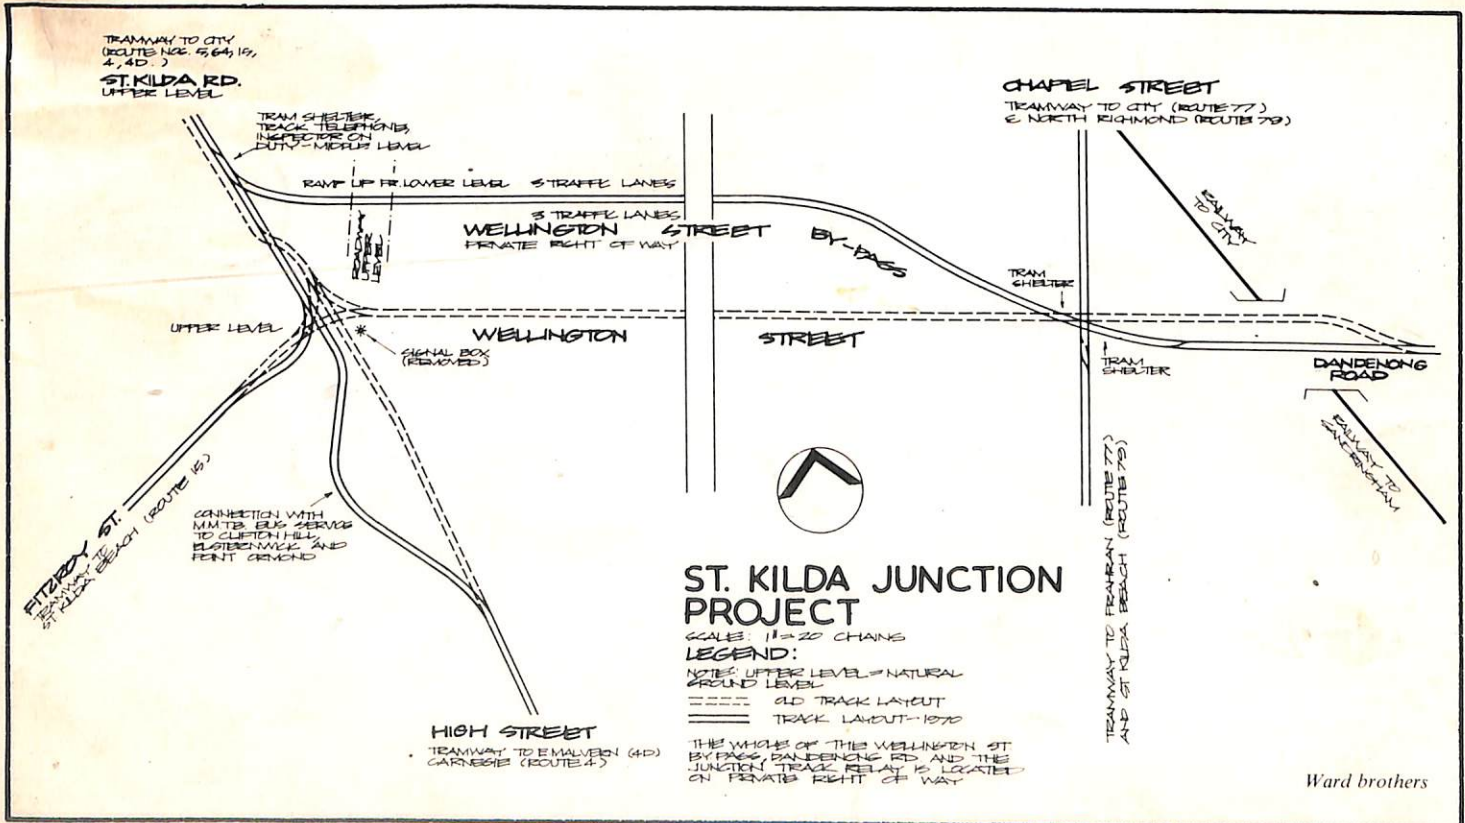 TRAMWAY TO CITY
(ROUTE NOS. 5, 64, 15,
4, 4D.)
ST. KILDA RD.
UPPER LEVEL
TRAM SHELTER,
TRACK TELEPHONE,
INSPECTOR ON
DUTY - MIDDLE LEVEL
RAMP UP FR. LOWER LEVEL 3 TRAFFIC LANES
3 TRAFFIC LANES
WELLINGTON STREET BY-PASS
PRIVATE RIGHT OF WAY
ROADWAY
UPPER
LEVEL
CHAPEL STREET
TRAMWAY TO CITY (ROUTE 77)
& NORTH RICHMOND (ROUTE 79)
RAILWAY
TO
CITY
TRAM
SHELTER
UPPER LEVEL
WELLINGTON STREET
SIGNAL BOX
(REMOVED)
TRAM
SHELTER
DANDENONG
ROAD
RAILWAY TO
SANDRINGHAM
FITZROY ST.
TRAMWAY TO
ST KILDA BEACH (ROUTE 15)
CONNECTION WITH
M.M.T.B. BUS SERVICE
TO CLIFTON HILL,
ELSTERNWICK AND
POINT ORMOND
TRAMWAY TO PRAHRAN (ROUTE 77)
AND ST KILDA BEACH (ROUTE 79)
HIGH STREET
TRAMWAY TO E MALVERN (4D)
CARNEGIE (ROUTE 4)
ST. KILDA JUNCTION
PROJECT
SCALE: 1"=20 CHAINS
LEGEND:
NOTE: UPPER LEVEL = NATURAL
GROUND LEVEL
OLD TRACK LAYOUT
TRACK LAYOUT - 1970
THE WHOLE OF THE WELLINGTON ST.
BY PASS, DANDENONG RD. AND THE
JUNCTION TRACK RELAY IS LOCATED
ON PRIVATE RIGHT OF WAY
Ward brothers